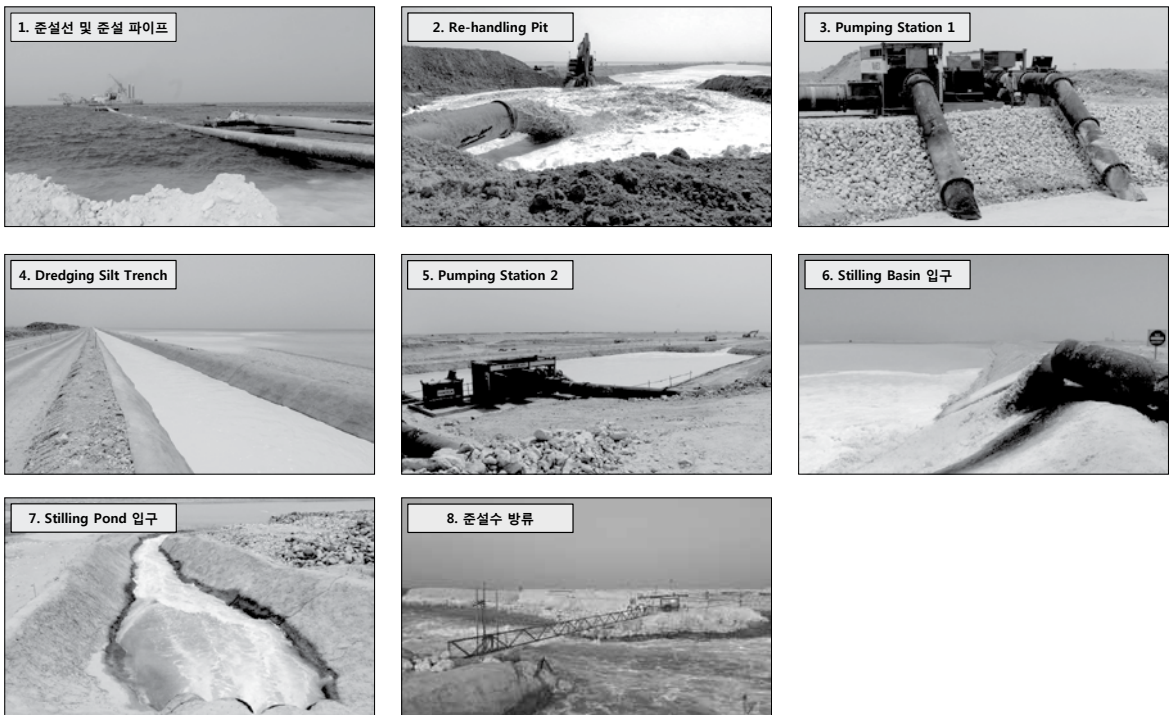 1. 준설선 및 준설 파이프
2. Re-handling Pit
3. Pumping Station 1
4. Dredging Silt Trench
5. Pumping Station 2
6. Stilling Basin 입구
7. Stilling Pond 입구
8. 준설수 방류